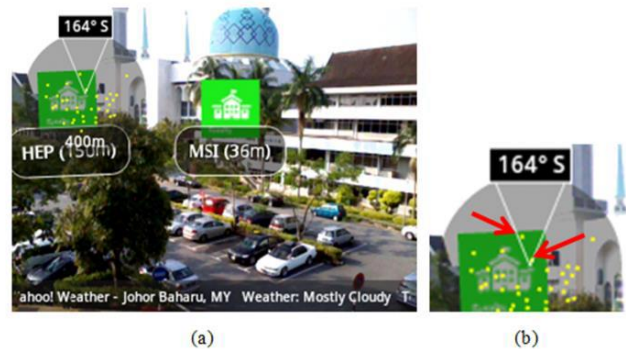 164° S
400m
HEP (150m)
MSI (36m)
ahoo! Weather - Johor Baharu, MY Weather: Mostly Cloudy T
164° S
(a)
(b)